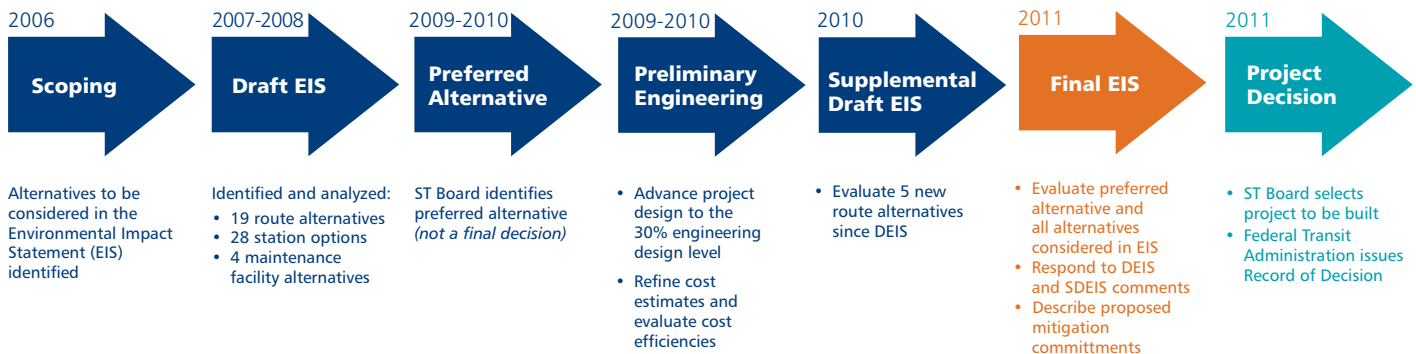 2006
Scoping
Alternatives to be
considered in the
Environmental Impact
Statement (EIS)
identified
2007-2008
Draft EIS
Identified and analyzed:
• 19 route alternatives
• 28 station options
• 4 maintenance
facility alternatives
2009-2010
Preferred
Alternative
ST Board identifies
preferred alternative
(not a final decision)
2009-2010
Preliminary
Engineering
• Advance project
design to the
30% engineering
design level
• Refine cost
estimates and
evaluate cost
efficiencies
2010
Supplemental
Draft EIS
• Evaluate 5 new
route alternatives
since DEIS
2011
Final EIS
• Evaluate preferred
alternative and
all alternatives
considered in EIS
• Respond to DEIS
and SDEIS comments
• Describe proposed
mitigation
committments
2011
Project
Decision
• ST Board selects
project to be built
• Federal Transit
Administration issues
Record of Decision